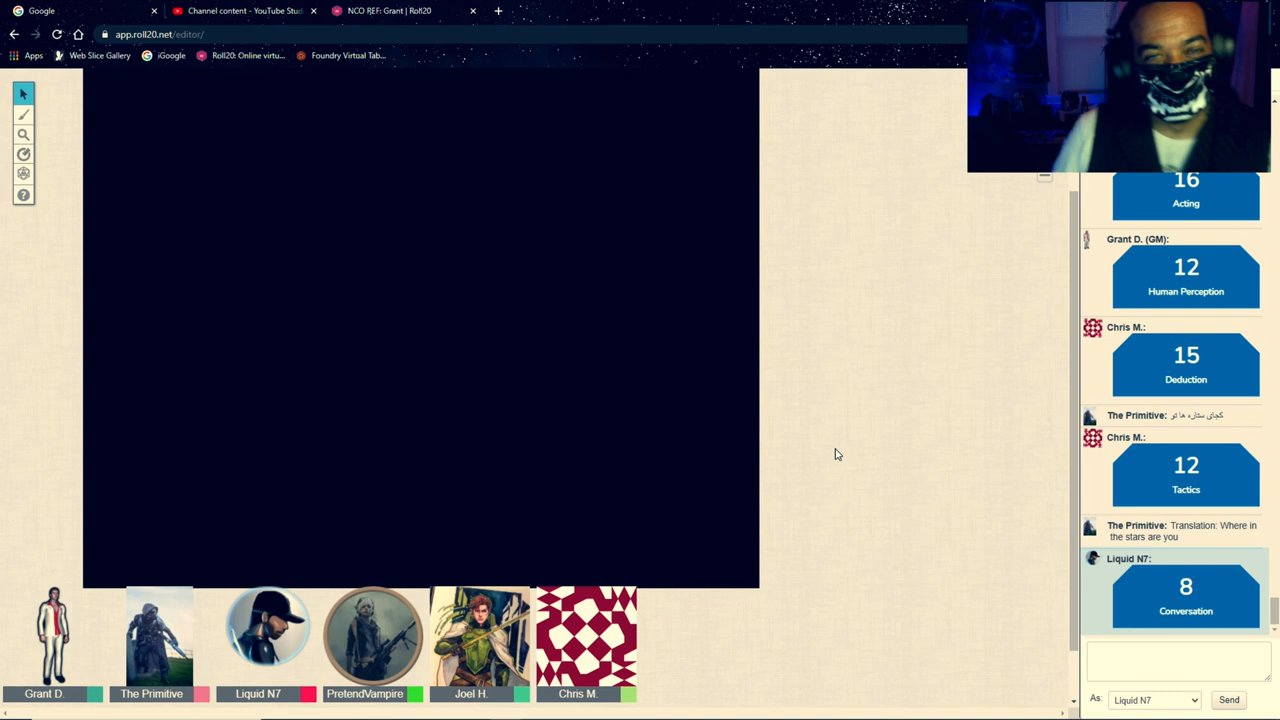 Google
Channel content - YouTube Stud
NCO REF: Grant | Roll20
app.roll20.net/editor/
Apps
Web Slice Gallery
iGoogle
Roll20: Online virtu...
Foundry Virtual Tab...
16
Acting
Grant D. (GM):
12
Human Perception
Chris M.:
15
Deduction
The Primitive: کجای ستاره ها تو
Chris M.:
12
Tactics
The Primitive: Translation: Where in
the stars are you
Liquid N7:
8
Conversation
As:
Liquid N7
Send
Grant D.
The Primitive
Liquid N7
PretendVampire
Joel H.
Chris M.